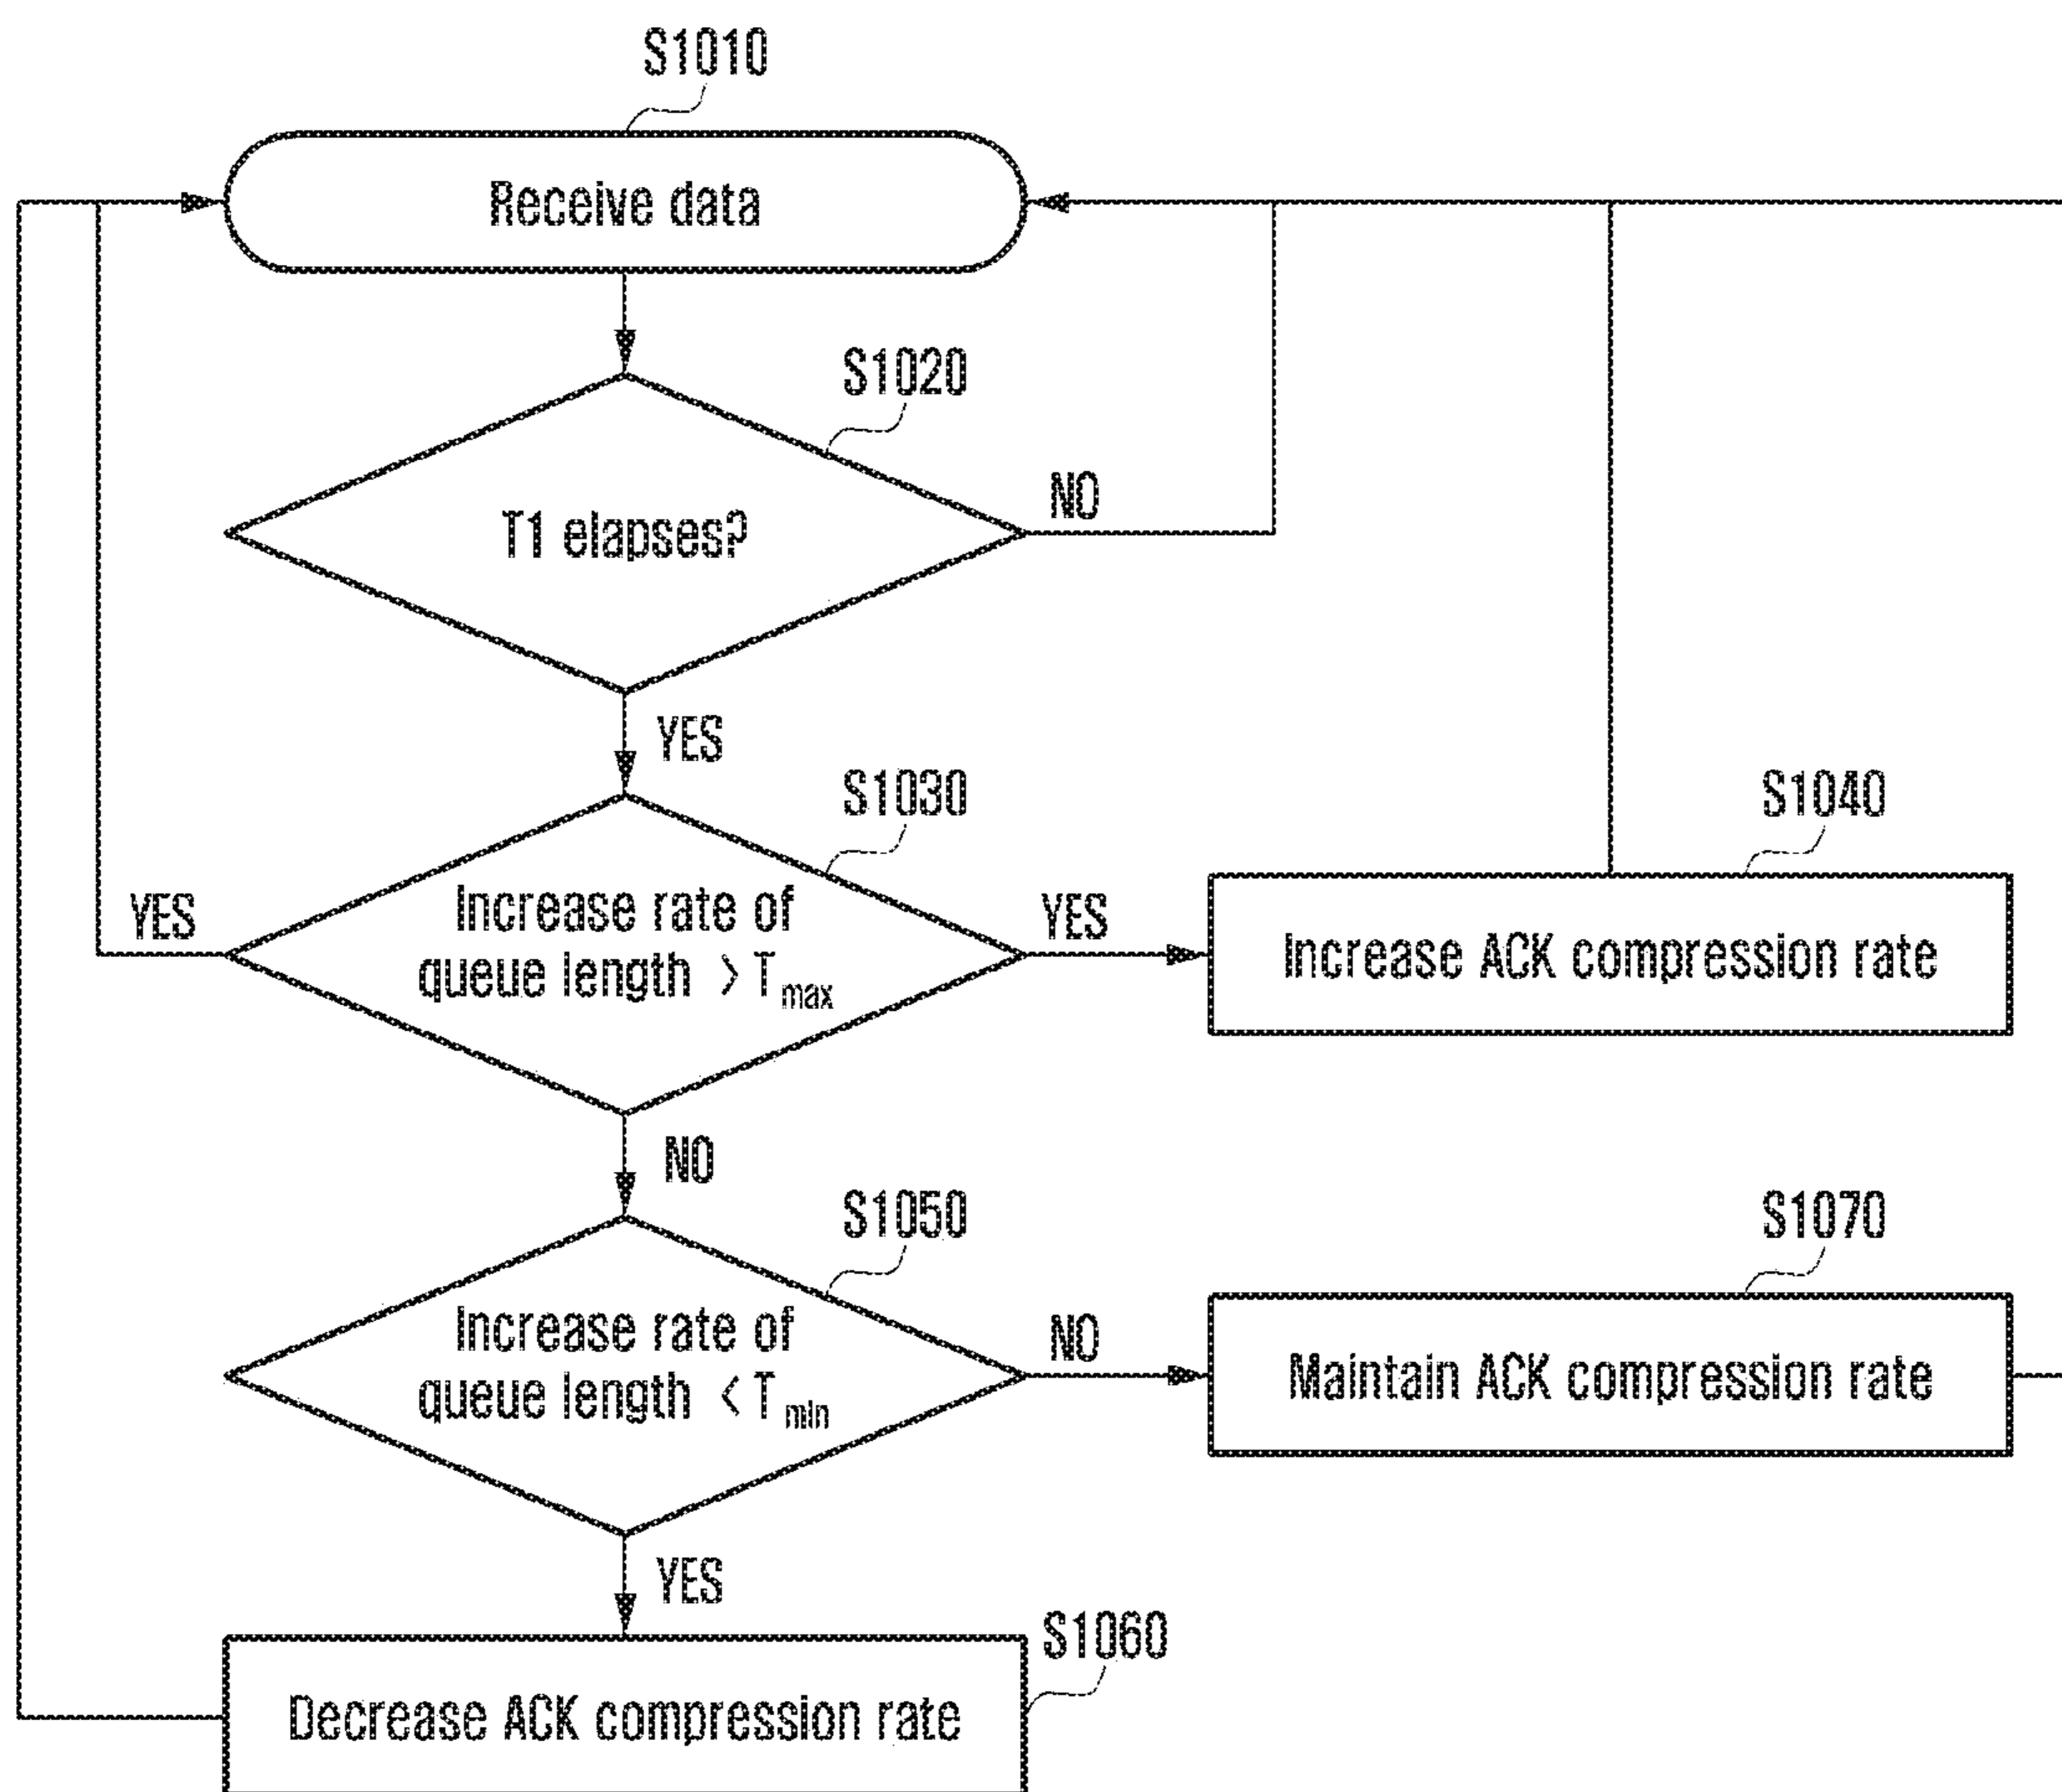 S1010
Receive data
S1020
T1 elapses?
NO
YES
S1030
Increase rate of
queue length > Tmax
YES
YES
S1040
Increase ACK compression rate
NO
S1050
Increase rate of
queue length < Tmin
NO
S1070
Maintain ACK compression rate
YES
S1060
Decrease ACK compression rate